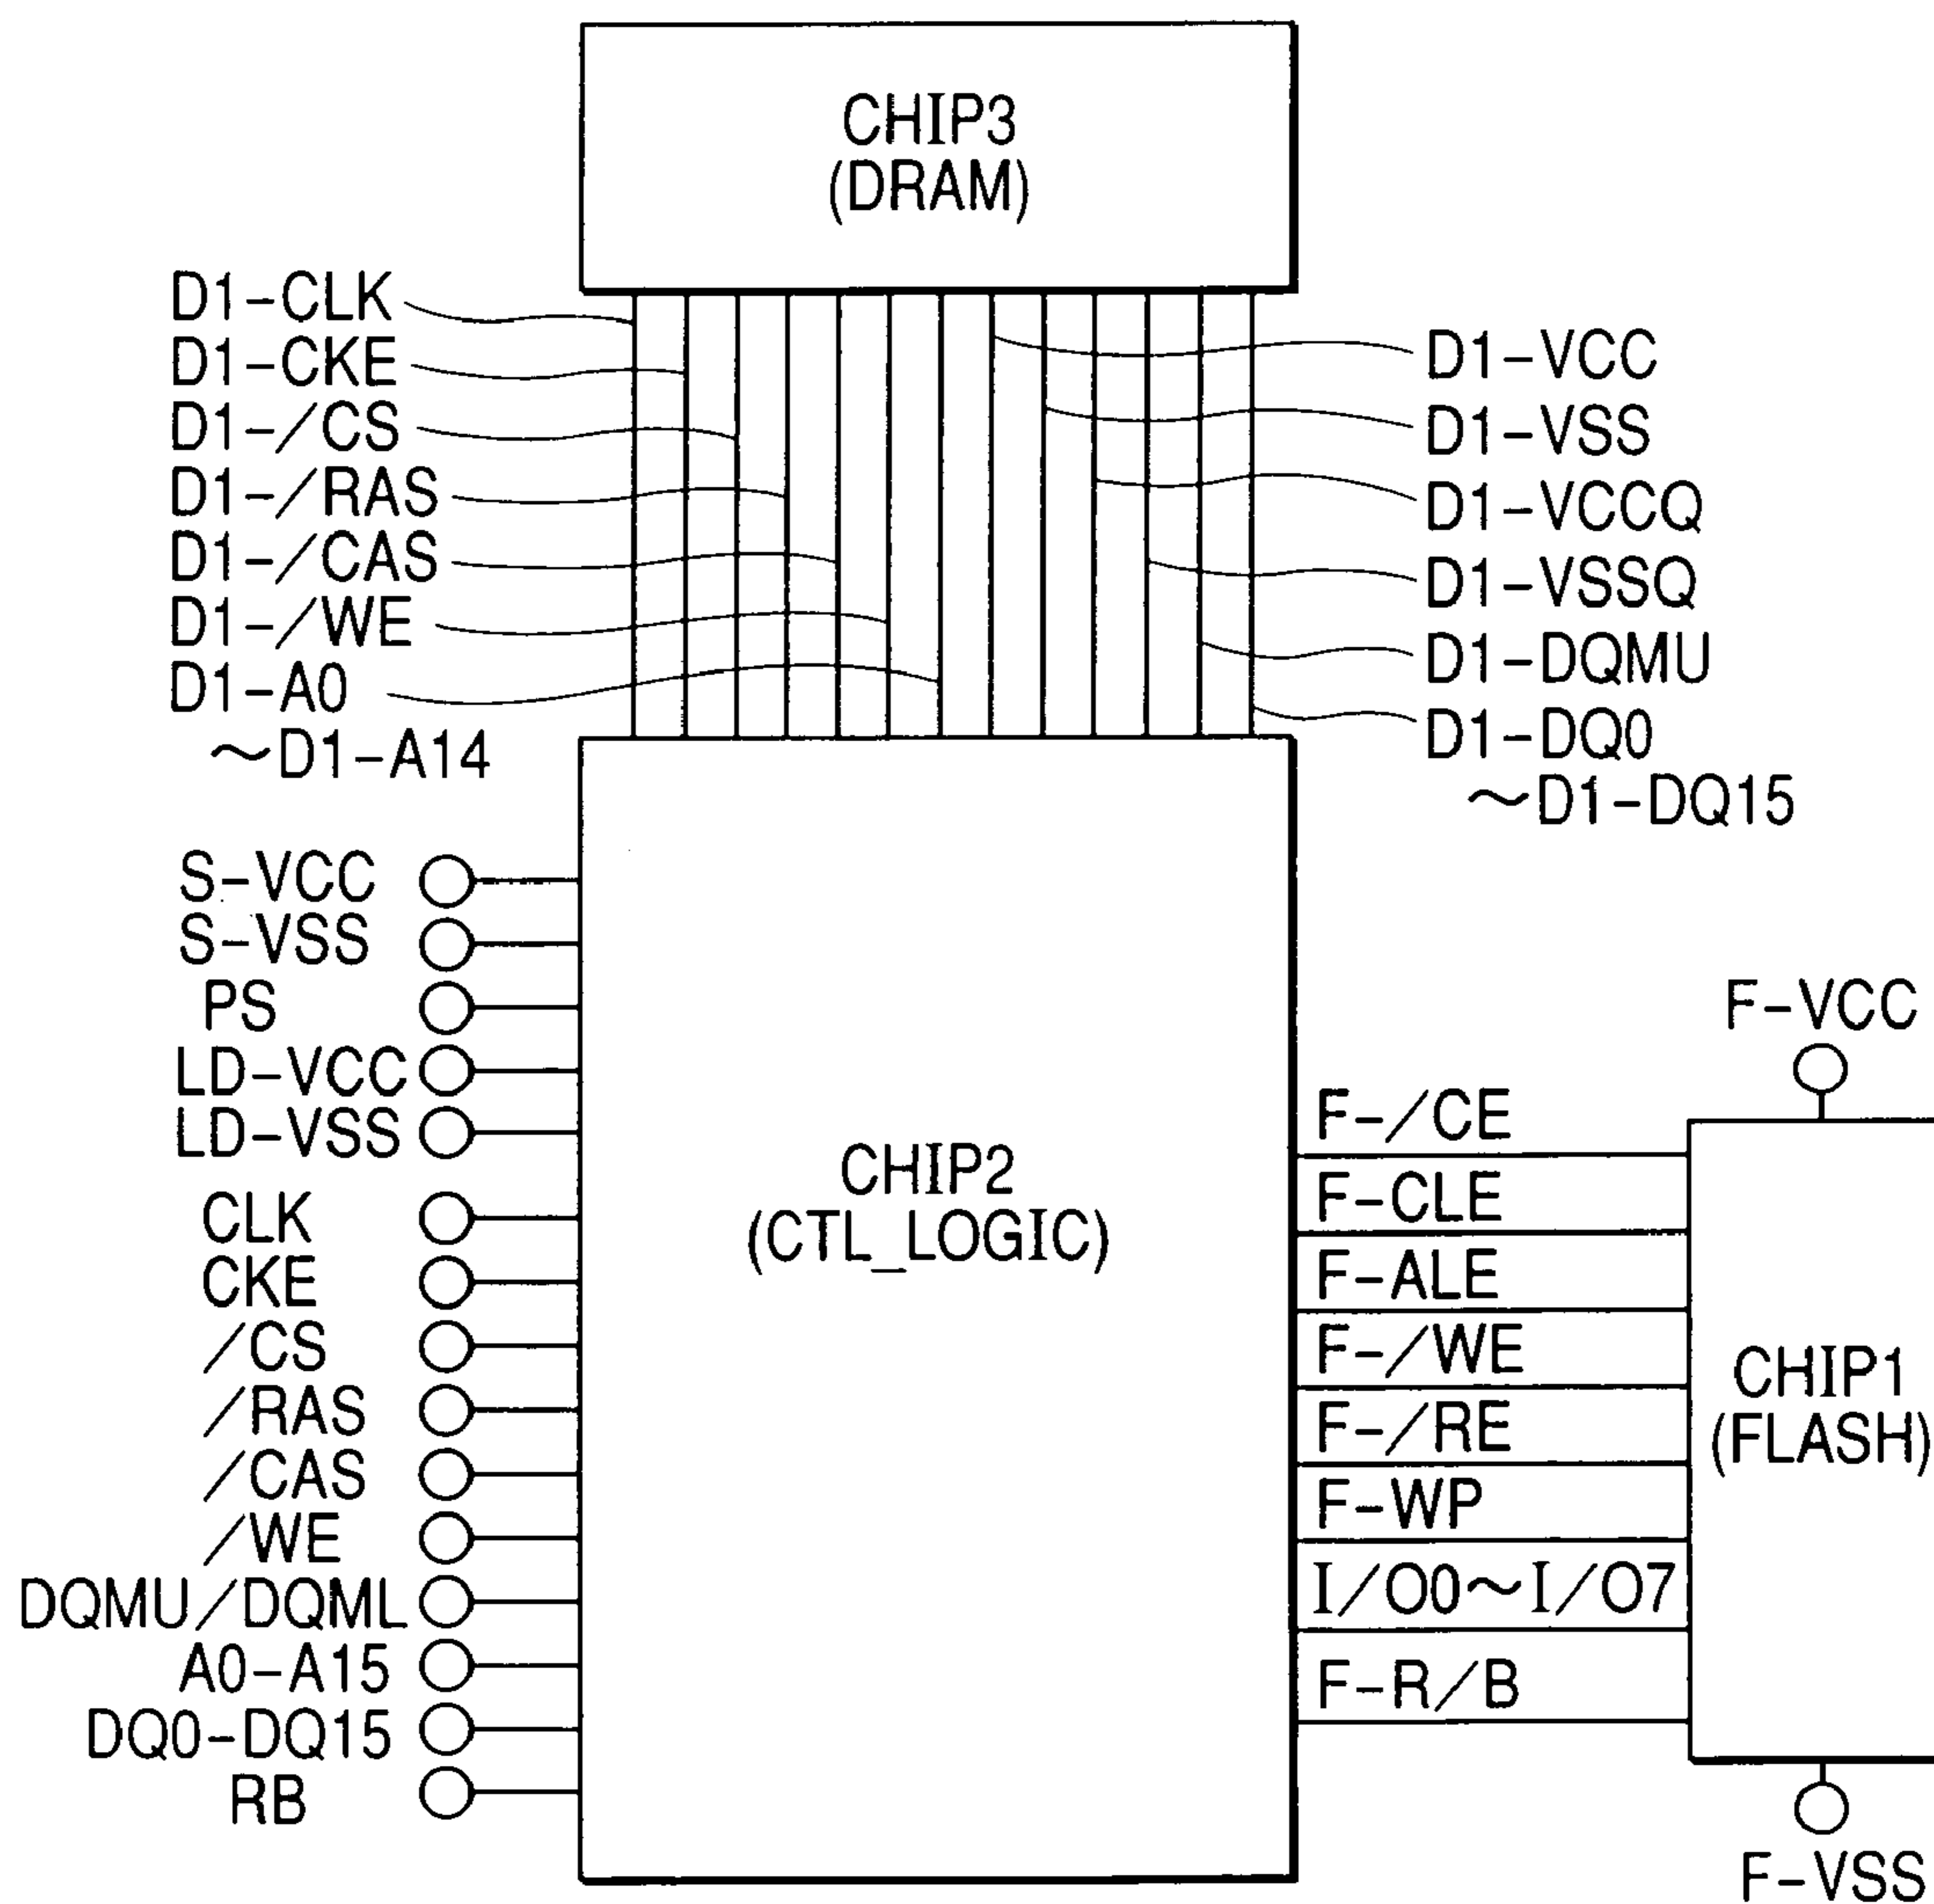 CHIP3
(DRAM)
D1-CLK
D1-CKE
D1-/CS
D1-/RAS
D1-/CAS
D1-/WE
D1-A0
~D1-A14
D1-VCC
D1-VSS
D1-VCCQ
D1-VSSQ
D1-DQMU
D1-DQ0
~D1-DQ15
S-VCC
S-VSS
PS
LD-VCC
LD-VSS
CLK
CKE
/CS
/RAS
/CAS
/WE
DQMU/DQML
A0-A15
DQ0-DQ15
RB
CHIP2
(CTL_LOGIC)
F-/CE
F-CLE
F-ALE
F-/WE
F-/RE
F-WP
I/O0~I/O7
F-R/B
F-VCC
CHIP1
(FLASH)
F-VSS